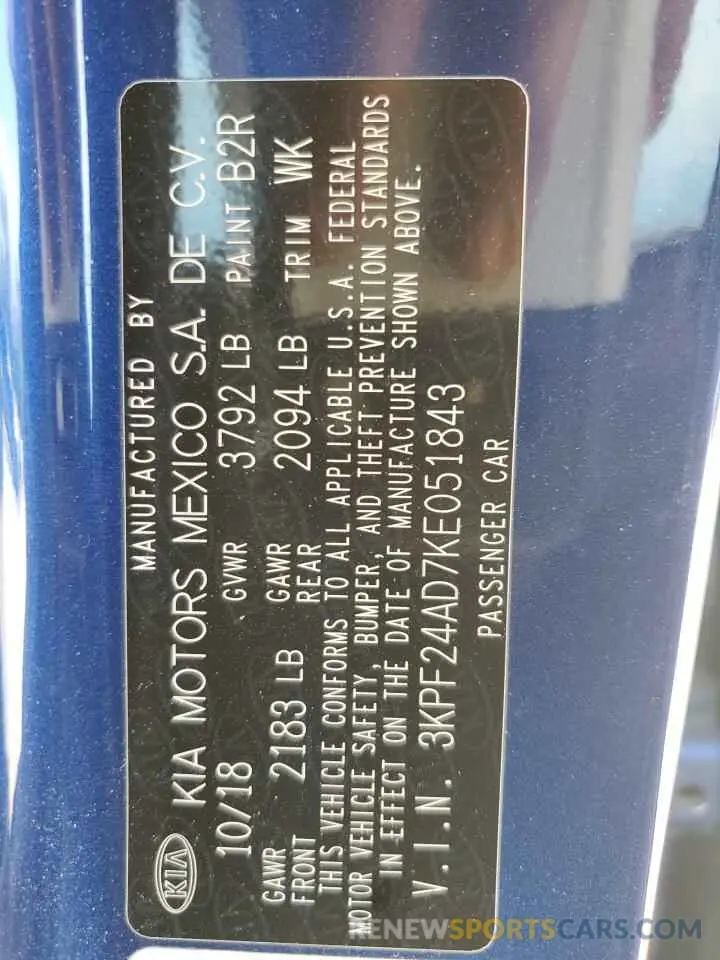 MANUFACTURED BY
KIA KIA MOTORS MEXICO S.A. DE C.V.
10/18 GVWR 3792 LB PAINT B2R
GAWR FRONT 2183 LB GAWR REAR 2094 LB TRIM WK
THIS VEHICLE CONFORMS TO ALL APPLICABLE U.S.A. FEDERAL
MOTOR VEHICLE SAFETY, BUMPER, AND THEFT PREVENTION STANDARDS
IN EFFECT ON THE DATE OF MANUFACTURE SHOWN ABOVE.
V.I.N. 3KPF24AD7KE051843
PASSENGER CAR
RENEWSPORTSCARS.COM